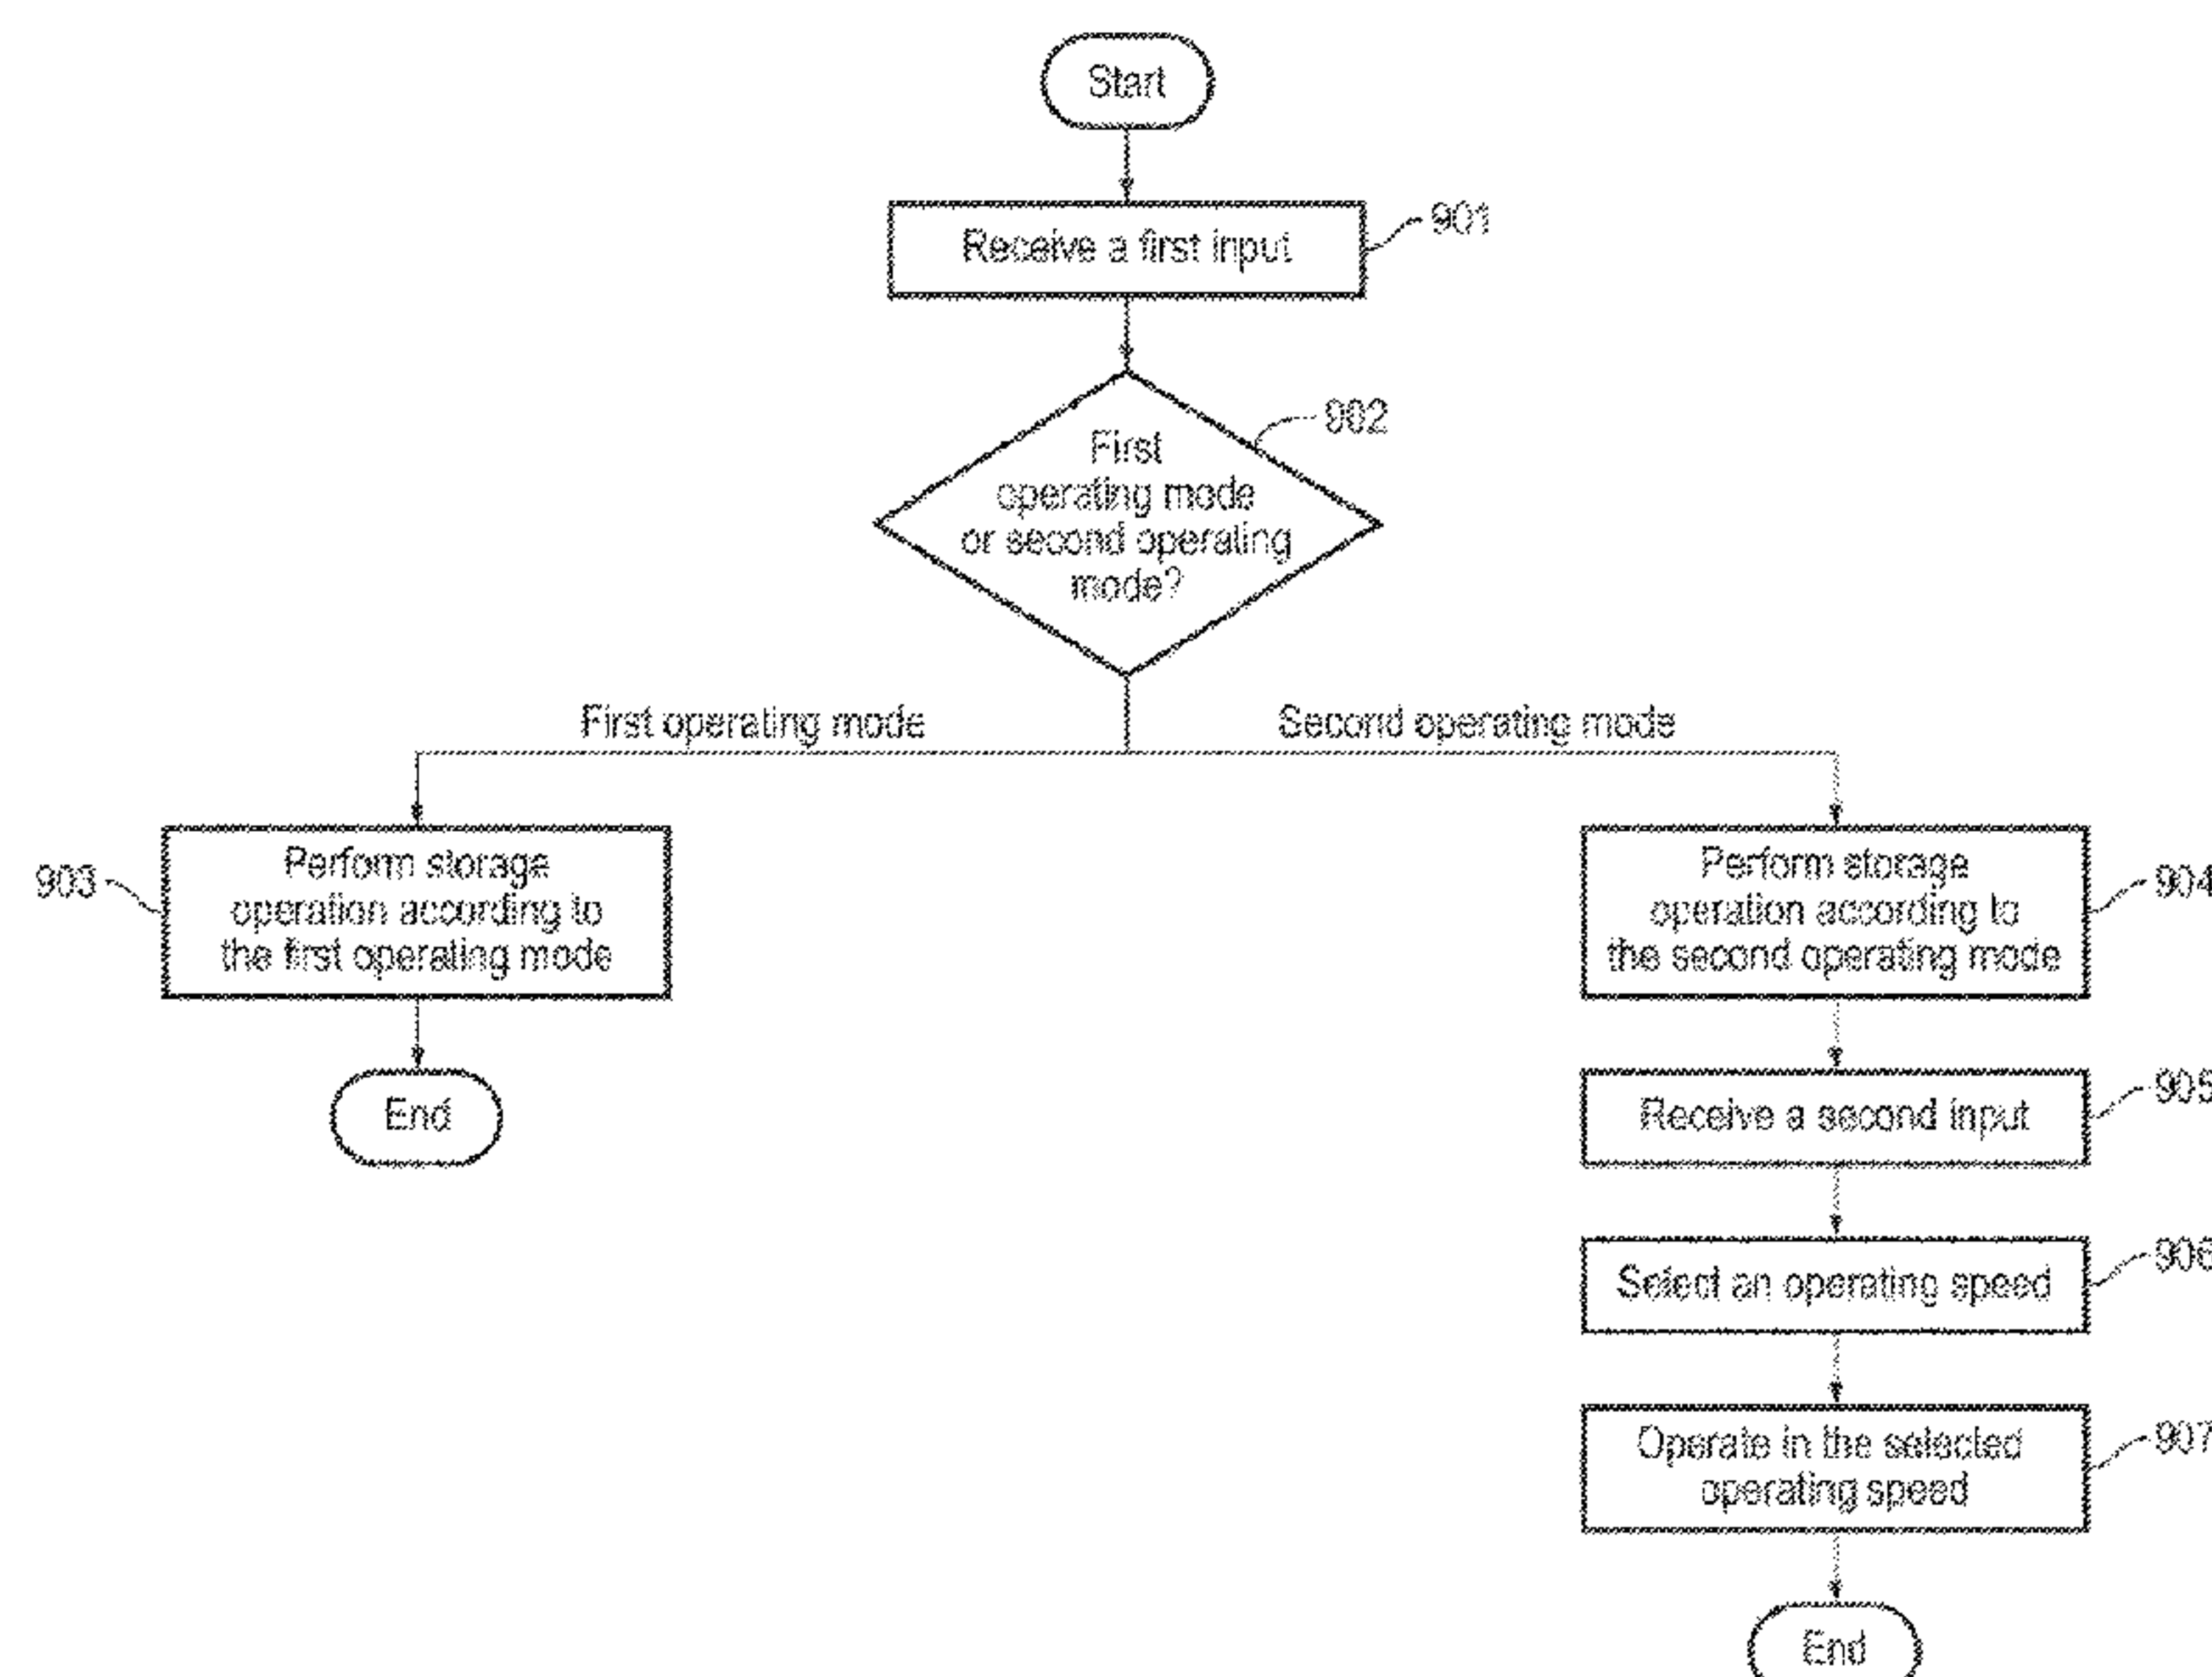 Start
Receive a first input
901
902
First
operating mode
or second operating
mode?
First operating mode
Second operating mode
903
Perform storage
operation according to
the first operating mode
Perform storage
operation according to
the second operating mode
904
End
Receive a second input
905
Select an operating speed
906
Operate in the selected
operating speed
907
End